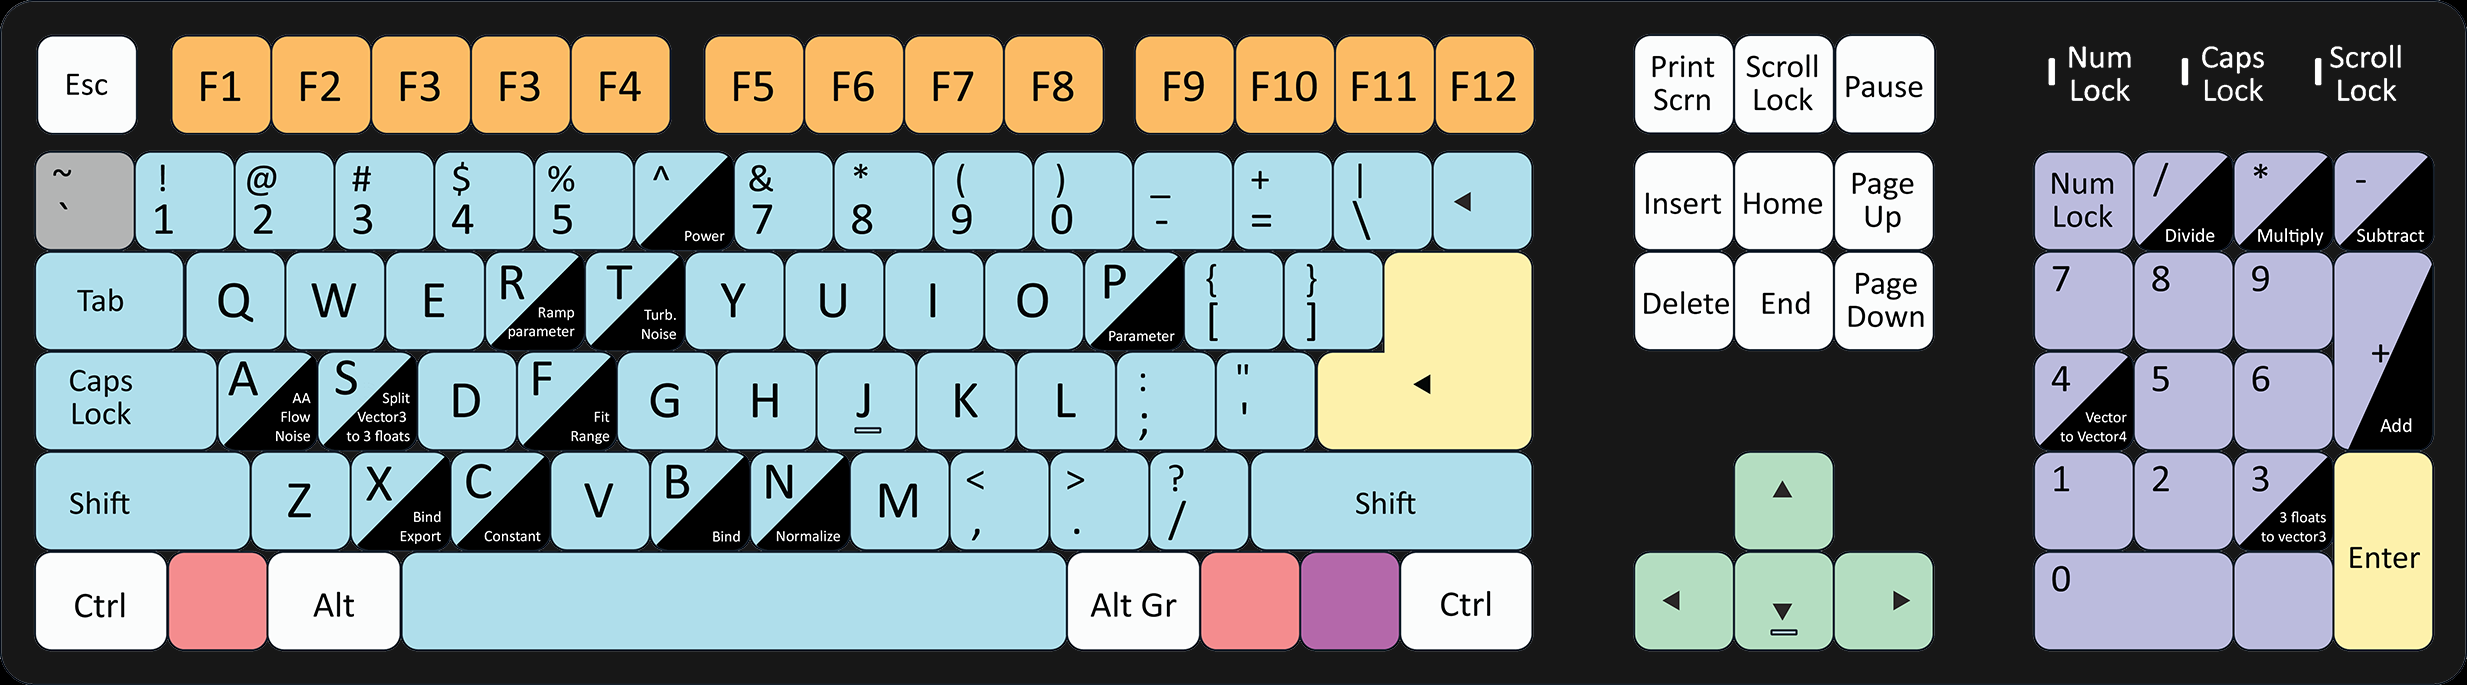 Esc F1 F2 F3 F3 F4 F5 F6 F7 F8 F9 F10 F11 F12
Print Scrn
Scroll Lock
Pause
Num Lock
Caps Lock
Scroll Lock
~ `
! 1
@ 2
# 3
$ 4
% 5
^ Power
& 7
* 8
( 9
) 0
_ -
+ =
| \
Insert Home
Page Up
Num Lock
/ Divide
* Multiply
- Subtract
Tab Q W E
R Ramp parameter
T Turb. Noise
Y U I O
P Parameter
{ [
} ]
Delete End
Page Down
7 8 9
+ Add
Caps Lock
A AA Flow Noise
S Split Vector3 to 3 floats
D
F Fit Range
G H J K L
: ;
" '
4 Vector to Vector4
5 6
Shift Z
X Bind Export
C Constant
V
B Bind
N Normalize
M
< ,
> .
? /
Shift
1 2
3 3 floats to vector3
Enter
Ctrl Alt Alt Gr Ctrl
0